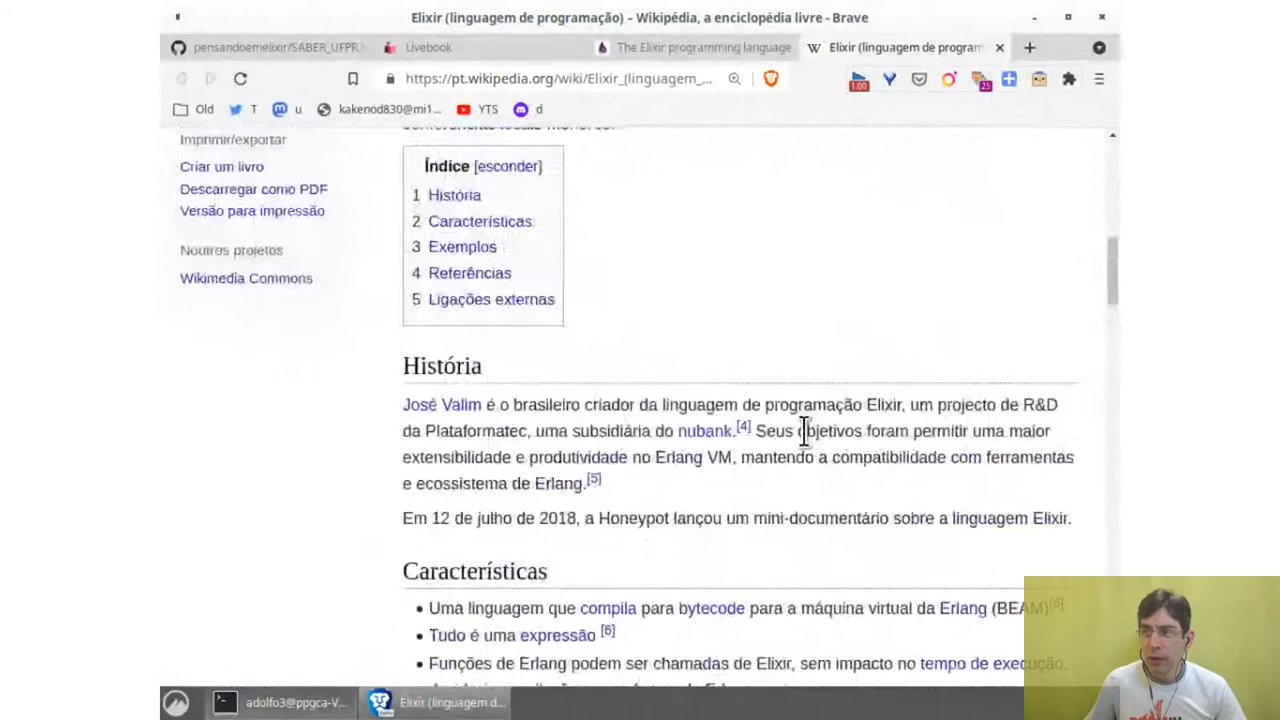 Elixir (linguagem de programação) – Wikipédia, a enciclopédia livre - Brave
pensandoemelixir/SABER_UFPR
Livebook
The Elixir programming language
Elixir (linguagem de program
https://pt.wikipedia.org/wiki/Elixir_(linguagem_...
1.00
25
Old
T
u
kakenod830@mi1...
YTS
d
Imprimir/exportar
Criar um livro
Descarregar como PDF
Versão para impressão
Noutros projetos
Wikimedia Commons
Índice [esconder]
1 História
2 Características
3 Exemplos
4 Referências
5 Ligações externas
História
José Valim é o brasileiro criador da linguagem de programação Elixir, um projecto de R&D
da Plataformatec, uma subsidiária do nubank.[4] Seus objetivos foram permitir uma maior
extensibilidade e produtividade no Erlang VM, mantendo a compatibilidade com ferramentas
e ecossistema de Erlang.[5]
Em 12 de julho de 2018, a Honeypot lançou um mini-documentário sobre a linguagem Elixir.
Características
• Uma linguagem que compila para bytecode para a máquina virtual da Erlang (BEAM)[6]
• Tudo é uma expressão [6]
• Funções de Erlang podem ser chamadas de Elixir, sem impacto no tempo de execução,
adolfo3@ppgca-V...
Elixir (linguagem d...